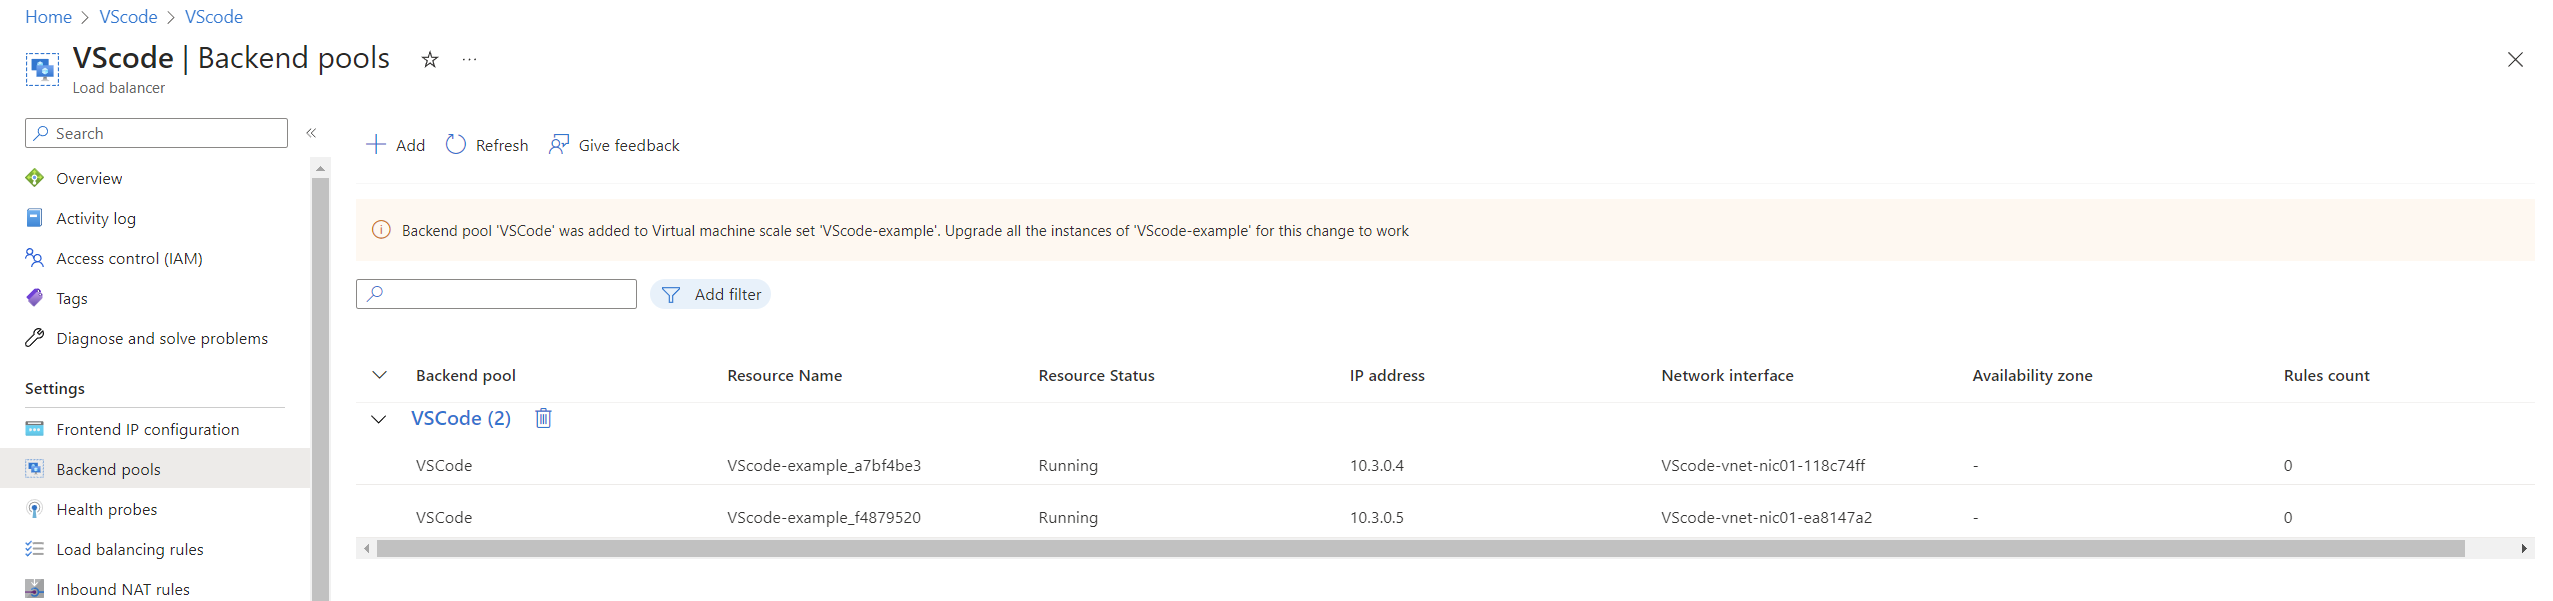 Home > VScode > VScode
VScode | Backend pools
Load balancer
Search
Overview
Activity log
Access control (IAM)
Tags
Diagnose and solve problems
Settings
Frontend IP configuration
Backend pools
Health probes
Load balancing rules
Inbound NAT rules
Add Refresh Give feedback
Backend pool 'VSCode' was added to Virtual machine scale set 'VScode-example'. Upgrade all the instances of 'VScode-example' for this change to work
Add filter
Backend pool Resource Name Resource Status IP address Network interface Availability zone Rules count
VSCode (2)
VSCode VScode-example_a7bf4be3 Running 10.3.0.4 VScode-vnet-nic01-118c74ff - 0
VSCode VScode-example_f4879520 Running 10.3.0.5 VScode-vnet-nic01-ea8147a2 - 0